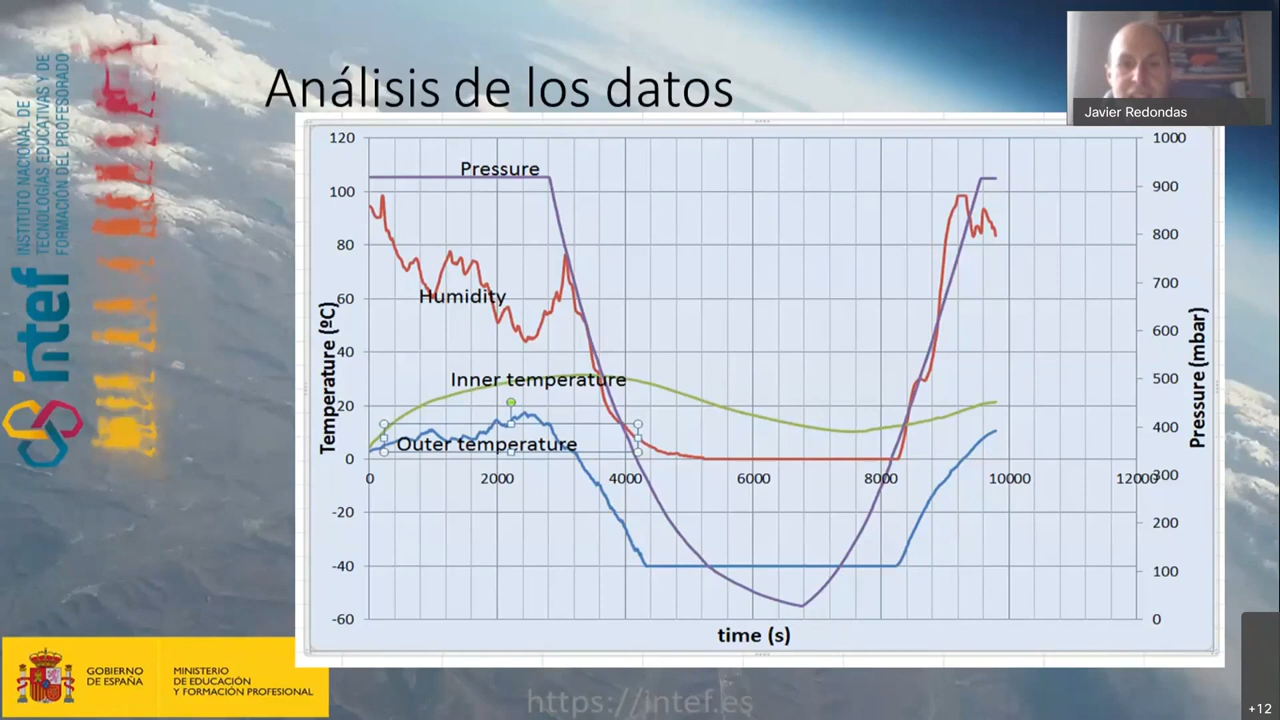 Análisis de los datos
Javier Redondas
INSTITUTO NACIONAL DE
TECNOLOGÍAS EDUCATIVAS Y DE
FORMACIÓN DEL PROFESORADO
intef
120
100
80
60
40
20
0
-20
-40
-60
1000
900
800
700
600
500
400
300
200
100
0
Pressure
Humidity
Inner temperature
Outer temperature
Temperature (ºC)
Pressure (mbar)
0
2000
4000
6000
8000
10000
12000
time (s)
GOBIERNO
DE ESPAÑA
MINISTERIO
DE EDUCACIÓN
Y FORMACIÓN PROFESIONAL
https://intef.es
+12